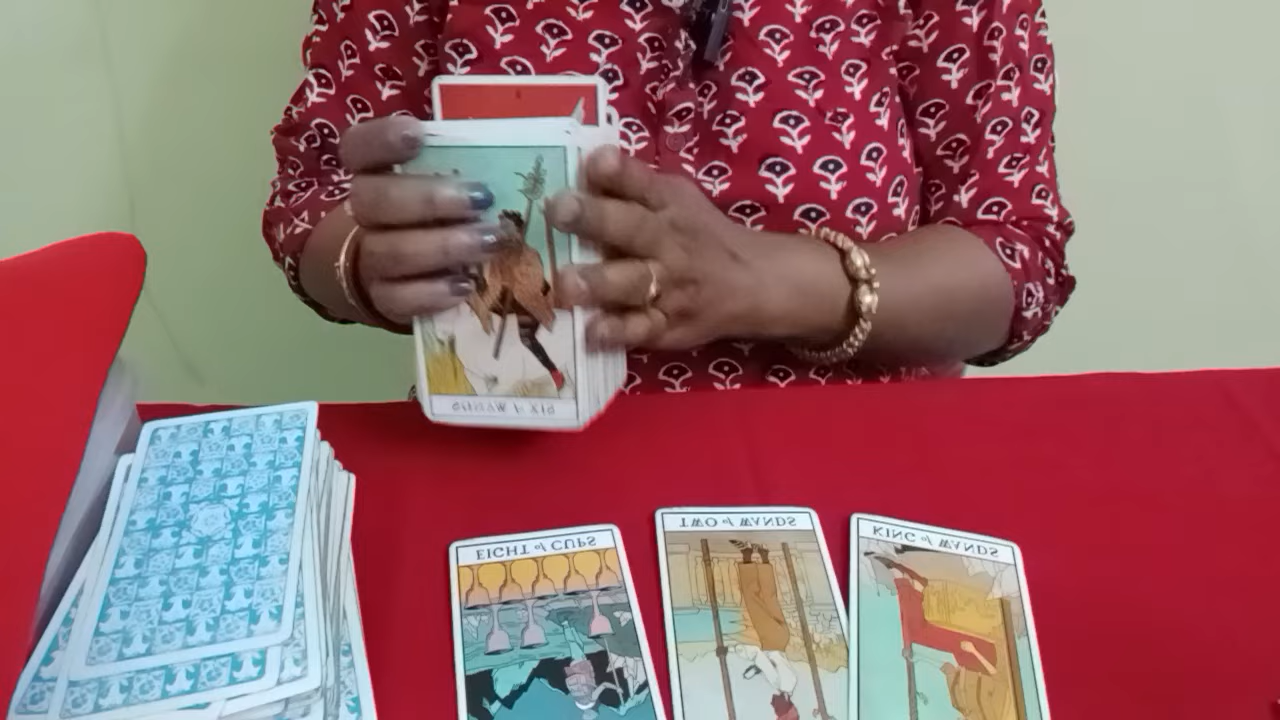 SIX of WANDS
EIGHT of CUPS
TWO of WANDS
KING of WANDS